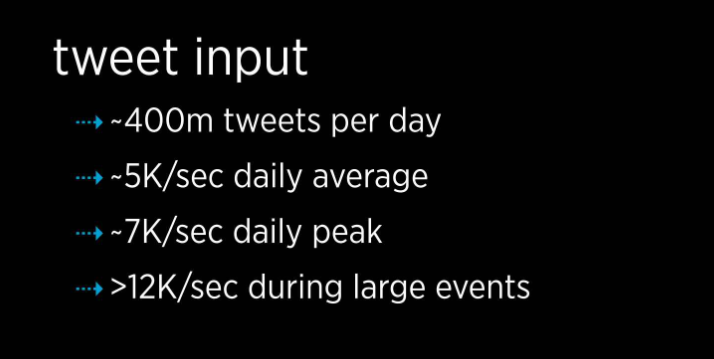 tweet input
~400m tweets per day
~5K/sec daily average
~7K/sec daily peak
>12K/sec during large events